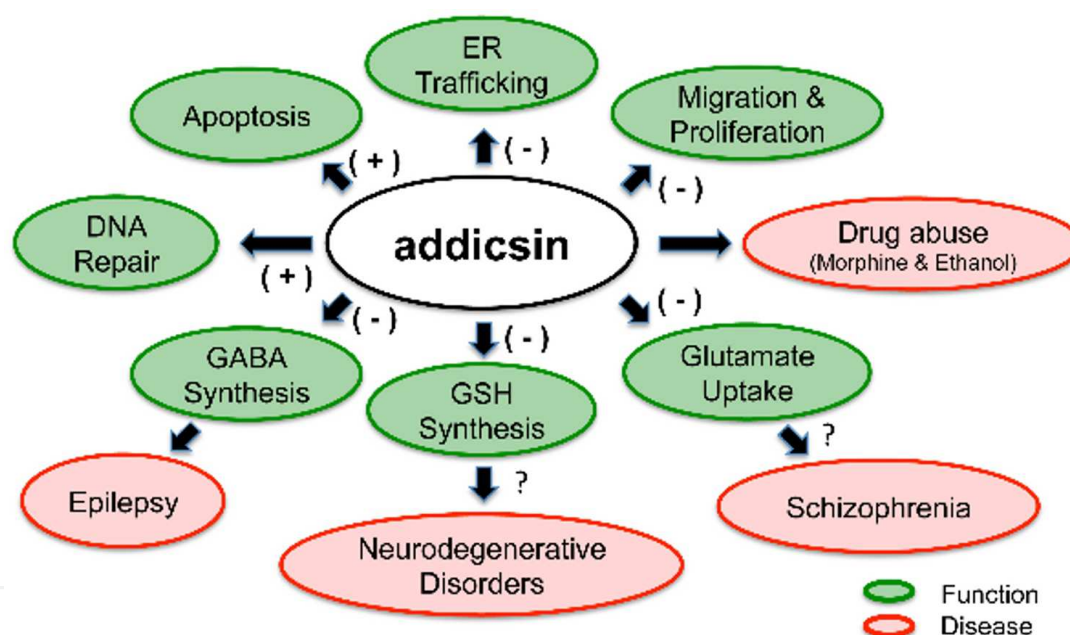 ER
Trafficking
Apoptosis
Migration &
Proliferation
( + )
( - )
( - )
DNA
Repair
addicsin
Drug abuse
(Morphine & Ethanol)
( + )
( - )
( - )
( - )
GABA
Synthesis
GSH
Synthesis
Glutamate
Uptake
?
?
Epilepsy
Schizophrenia
Neurodegenerative
Disorders
Function
Disease